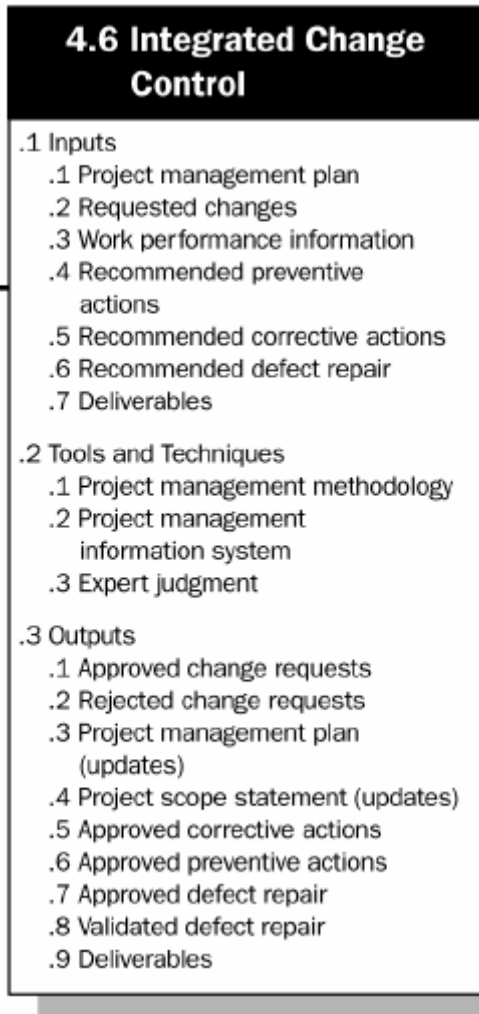 4.6 Integrated Change
Control
.1 Inputs
.1 Project management plan
.2 Requested changes
.3 Work performance information
.4 Recommended preventive
actions
.5 Recommended corrective actions
.6 Recommended defect repair
.7 Deliverables
.2 Tools and Techniques
.1 Project management methodology
.2 Project management
information system
.3 Expert judgment
.3 Outputs
.1 Approved change requests
.2 Rejected change requests
.3 Project management plan
(updates)
.4 Project scope statement (updates)
.5 Approved corrective actions
.6 Approved preventive actions
.7 Approved defect repair
.8 Validated defect repair
.9 Deliverables